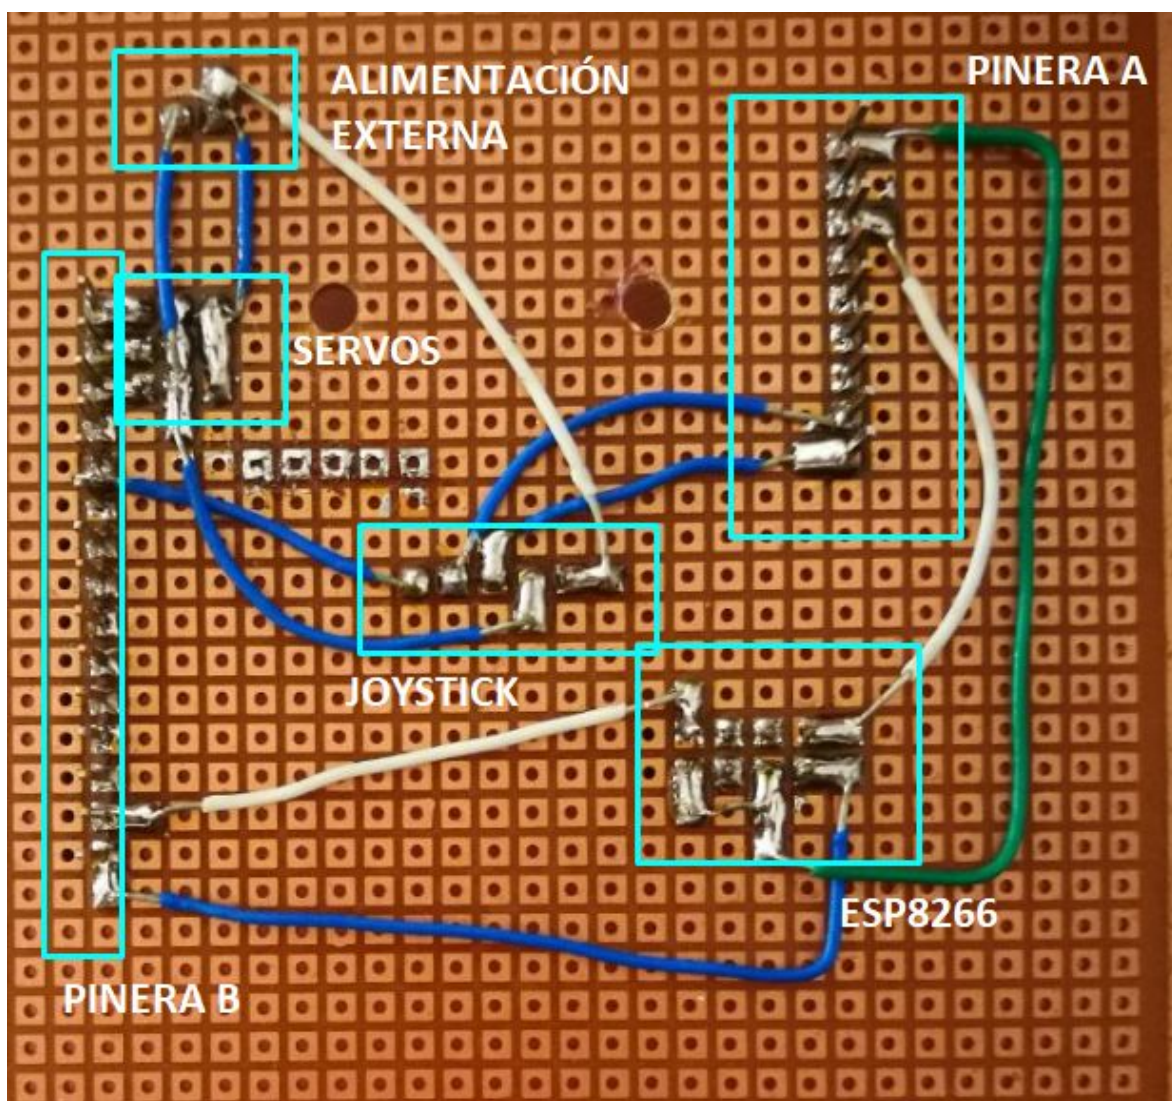 ALIMENTACIÓN
EXTERNA
PINERA A
SERVOS
JOYSTICK
ESP8266
PINERA B